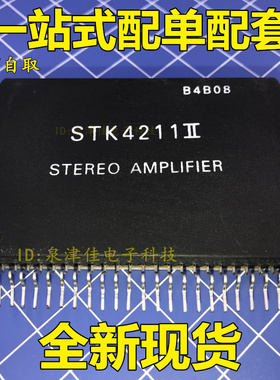 一站式配单配套
自取
B4B08
ID:
STK4211II
STEREO AMPLIFIER
ID:泉津佳电子科技
全新现货